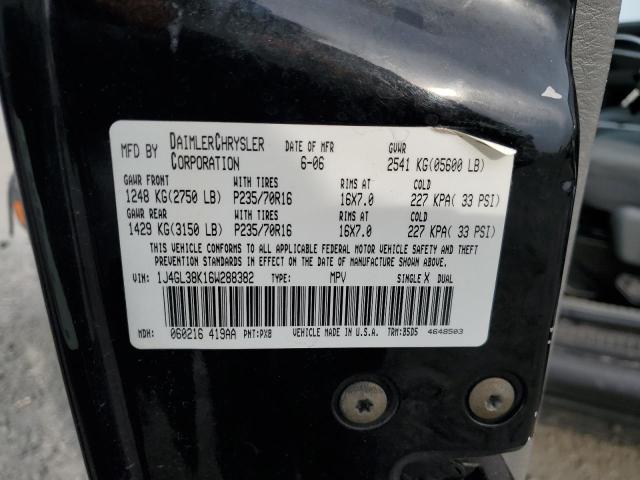 MFD BY DAIMLERCHRYSLER CORPORATION DATE OF MFR 6-06 GVWR 2541 KG(05600 LB)
GAWR FRONT WITH TIRES RIMS AT COLD
1248 KG(2750 LB) P235/70R16 16X7.0 227 KPA( 33 PSI)
GAWR REAR WITH TIRES RIMS AT COLD
1429 KG(3150 LB) P235/70R16 16X7.0 227 KPA( 33 PSI)
THIS VEHICLE CONFORMS TO ALL APPLICABLE FEDERAL MOTOR VEHICLE SAFETY AND THEFT
PREVENTION STANDARDS IN EFFECT ON THE DATE OF MANUFACTURE SHOWN ABOVE.
VIN: 1J4GL38K16W288382 TYPE: MPV SINGLE X DUAL
MDH: 060216 419AA PNT:PX8 VEHICLE MADE IN U.S.A. TRM:B5D5 4648503